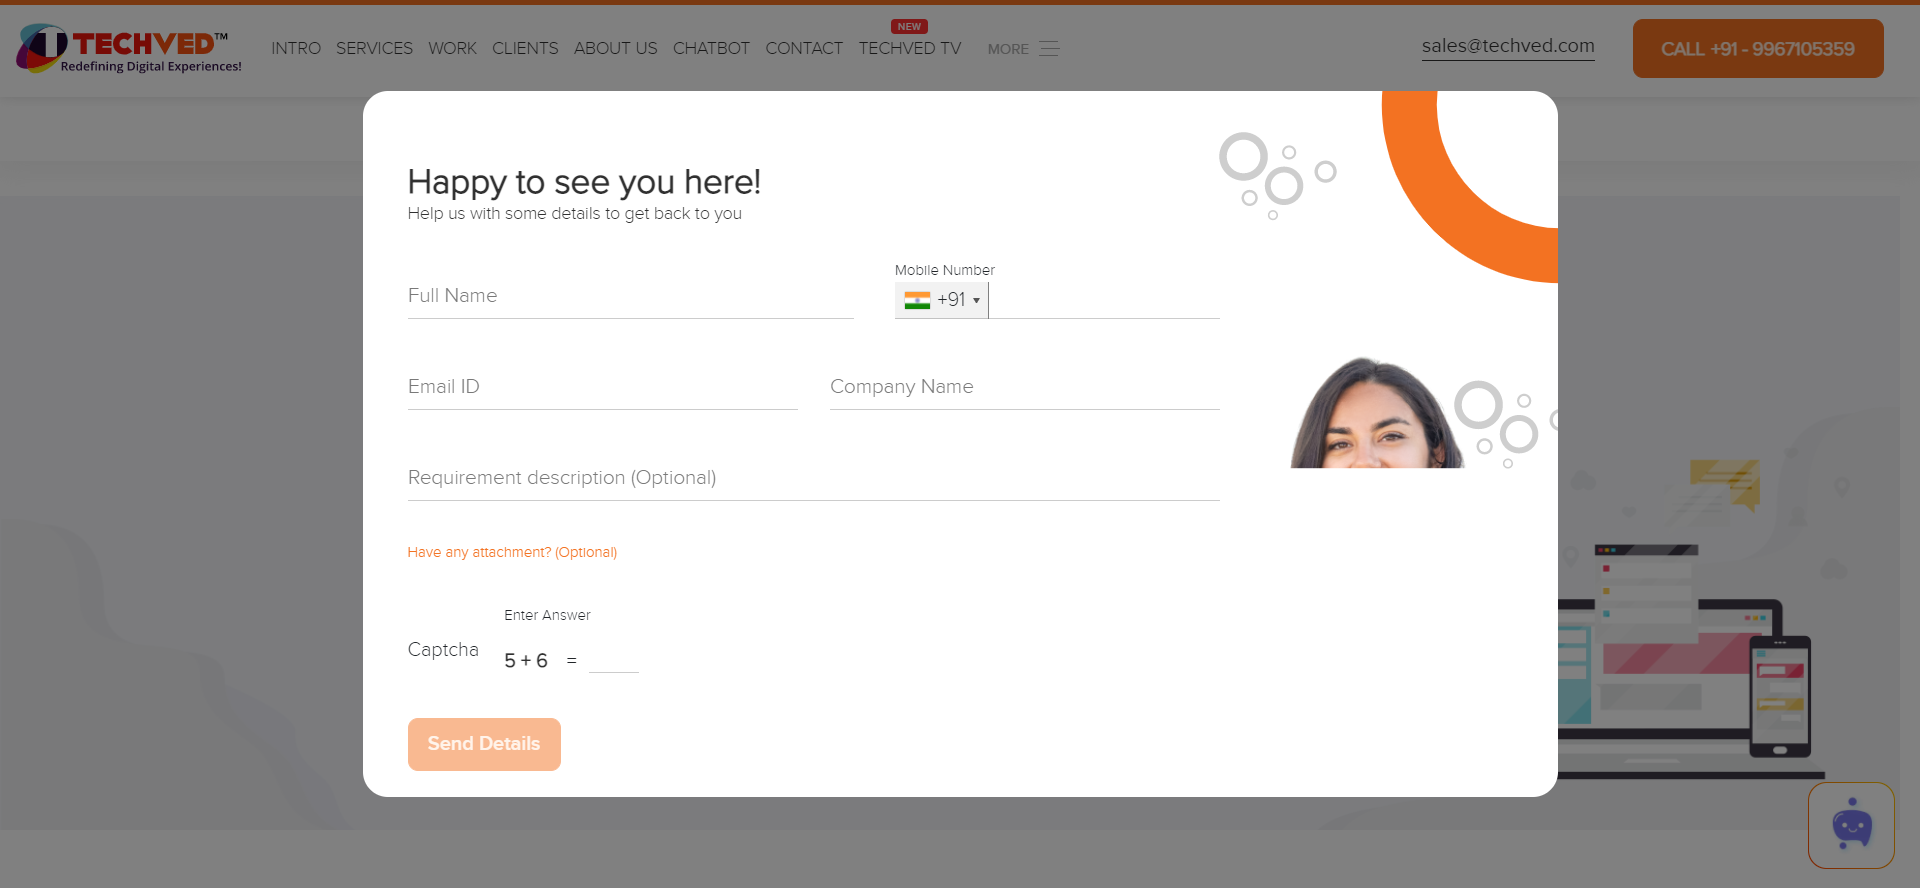 TECHVED™
Redefining Digital Experiences!
INTRO SERVICES WORK CLIENTS ABOUT US CHATBOT CONTACT TECHVED TV MORE
NEW
sales@techved.com
CALL +91 - 9967105359
Happy to see you here!
Help us with some details to get back to you
Full Name
Mobile Number
+91
Email ID
Company Name
Requirement description (Optional)
Have any attachment? (Optional)
Enter Answer
Captcha
5 + 6 =
Send Details